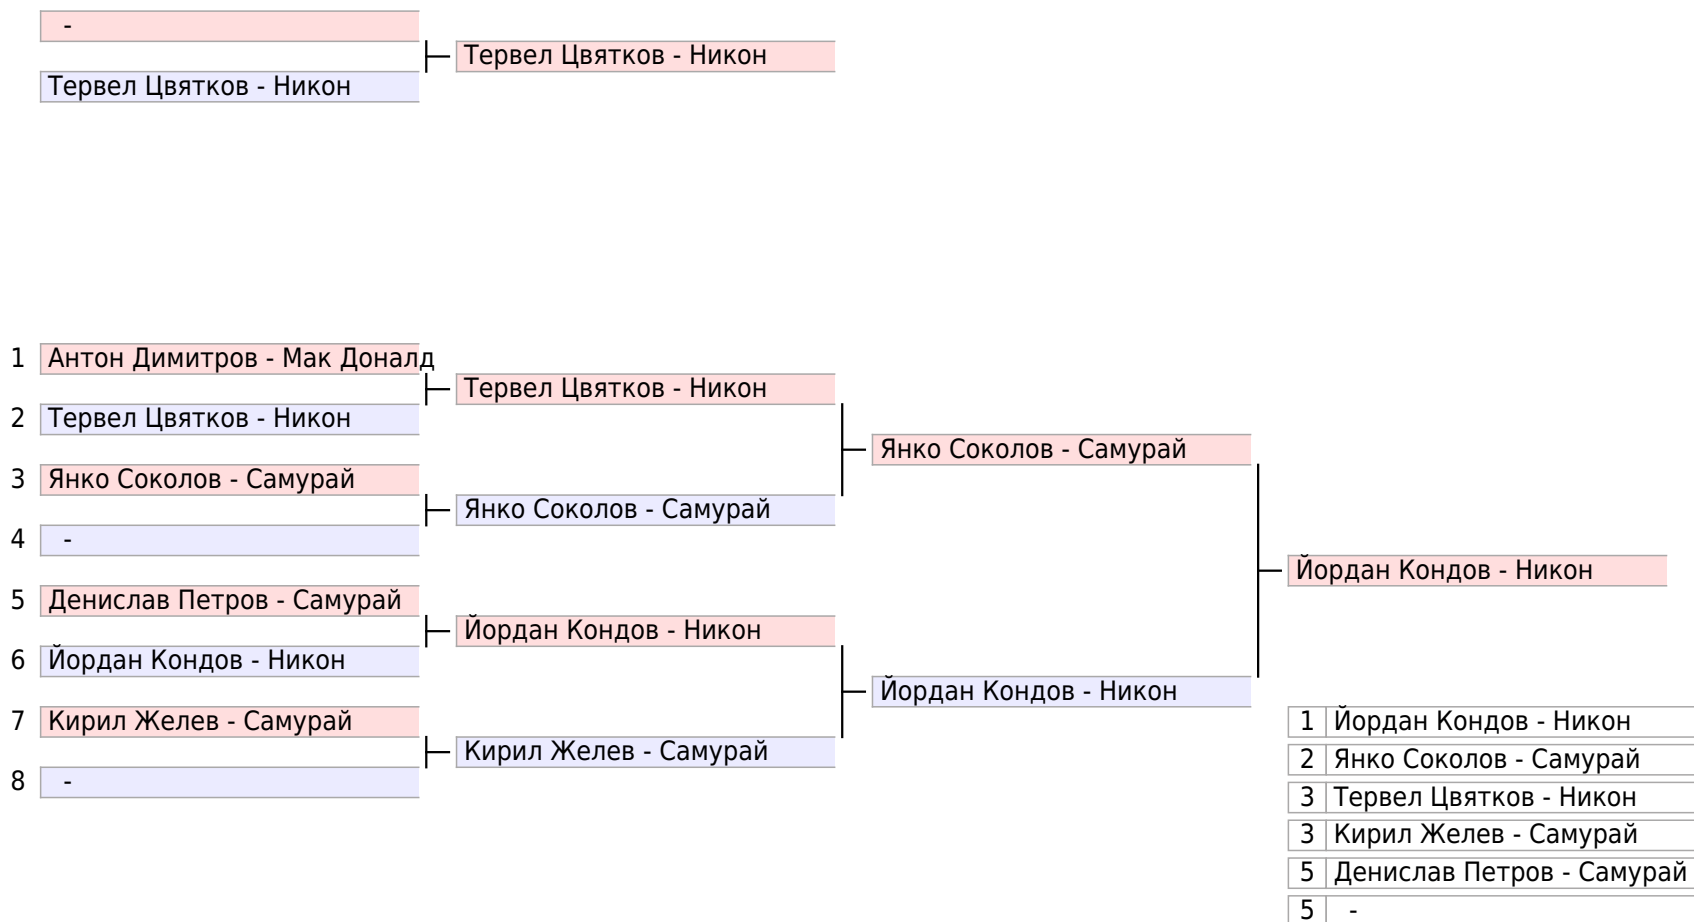 -
Тервел Цвятков - Никон
Тервел Цвятков - Никон
1 Антон Димитров - Мак Доналд
Тервел Цвятков - Никон
2 Тервел Цвятков - Никон
Янко Соколов - Самурай
3 Янко Соколов - Самурай
Янко Соколов - Самурай
4 -
Йордан Кондов - Никон
5 Денислав Петров - Самурай
Йордан Кондов - Никон
6 Йордан Кондов - Никон
Йордан Кондов - Никон
7 Кирил Желев - Самурай
Кирил Желев - Самурай
8 -
1 Йордан Кондов - Никон
2 Янко Соколов - Самурай
3 Тервел Цвятков - Никон
3 Кирил Желев - Самурай
5 Денислав Петров - Самурай
5 -